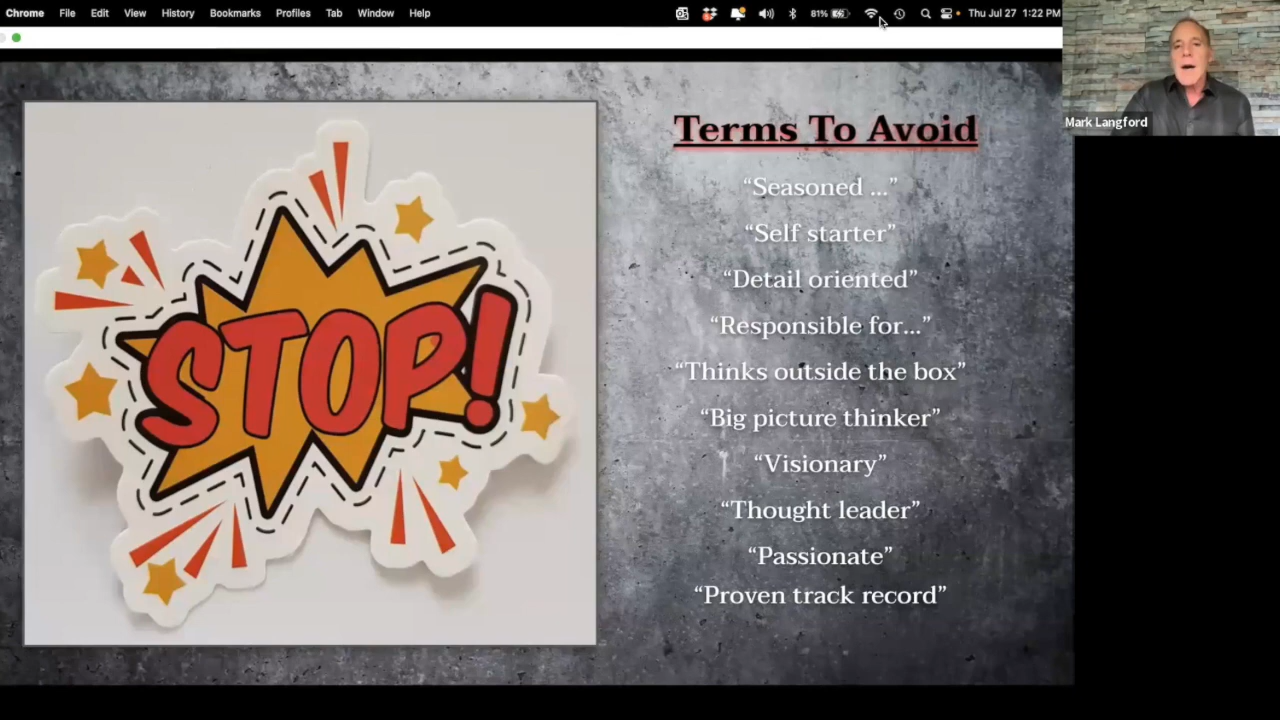 Chrome File Edit View History Bookmarks Profiles Tab Window Help 81% Thu Jul 27 1:22 PM
Mark Langford
STOP!
Terms To Avoid
“Seasoned ...”
“Self starter”
“Detail oriented”
“Responsible for...”
“Thinks outside the box”
“Big picture thinker”
“Visionary”
“Thought leader”
“Passionate”
“Proven track record”